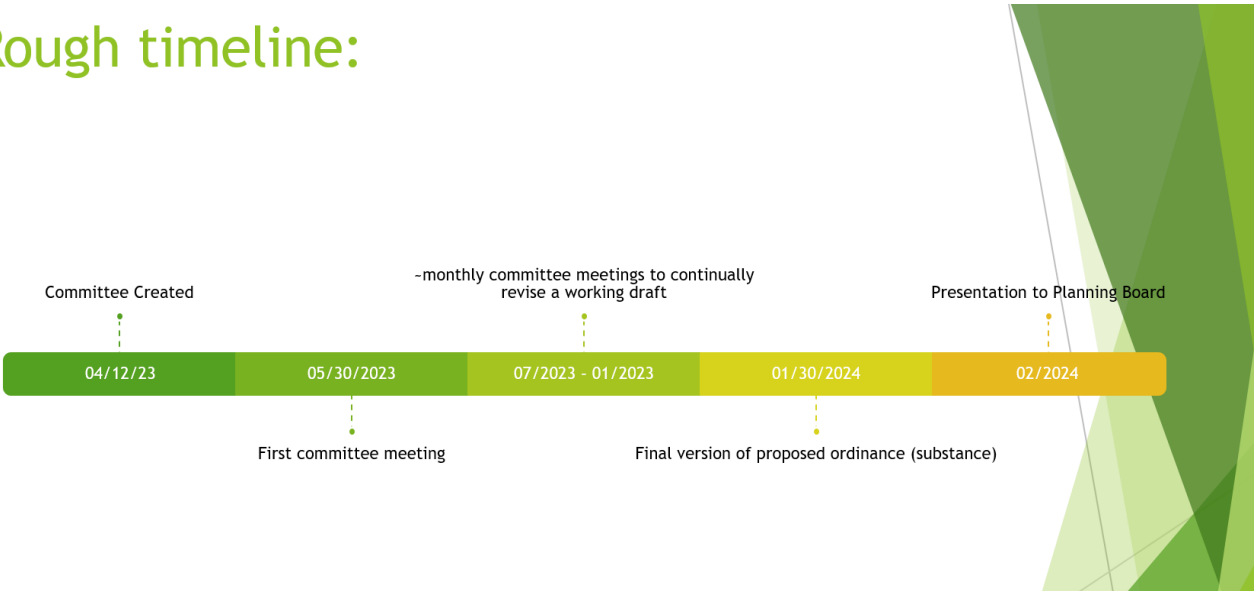 Rough timeline:
~monthly committee meetings to continually
revise a working draft
Committee Created
Presentation to Planning Board
04/12/23
05/30/2023
07/2023 - 01/2023
01/30/2024
02/2024
First committee meeting
Final version of proposed ordinance (substance)